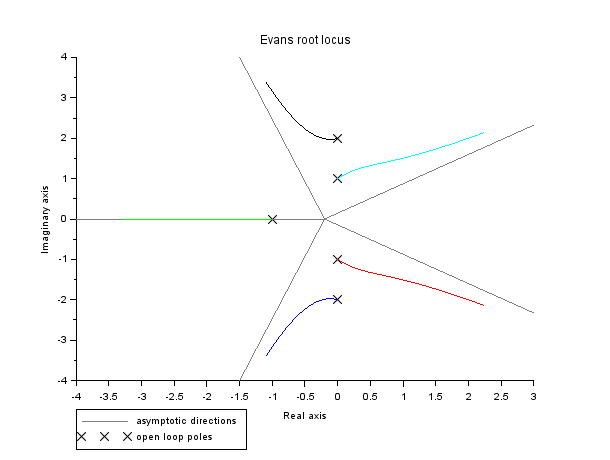 Evans root locus
Imaginary axis
4
3
2
1
0
-1
-2
-3
-4
-4 -3.5 -3 -2.5 -2 -1.5 -1 -0.5 0 0.5 1 1.5 2 2.5 3
Real axis
asymptotic directions
open loop poles